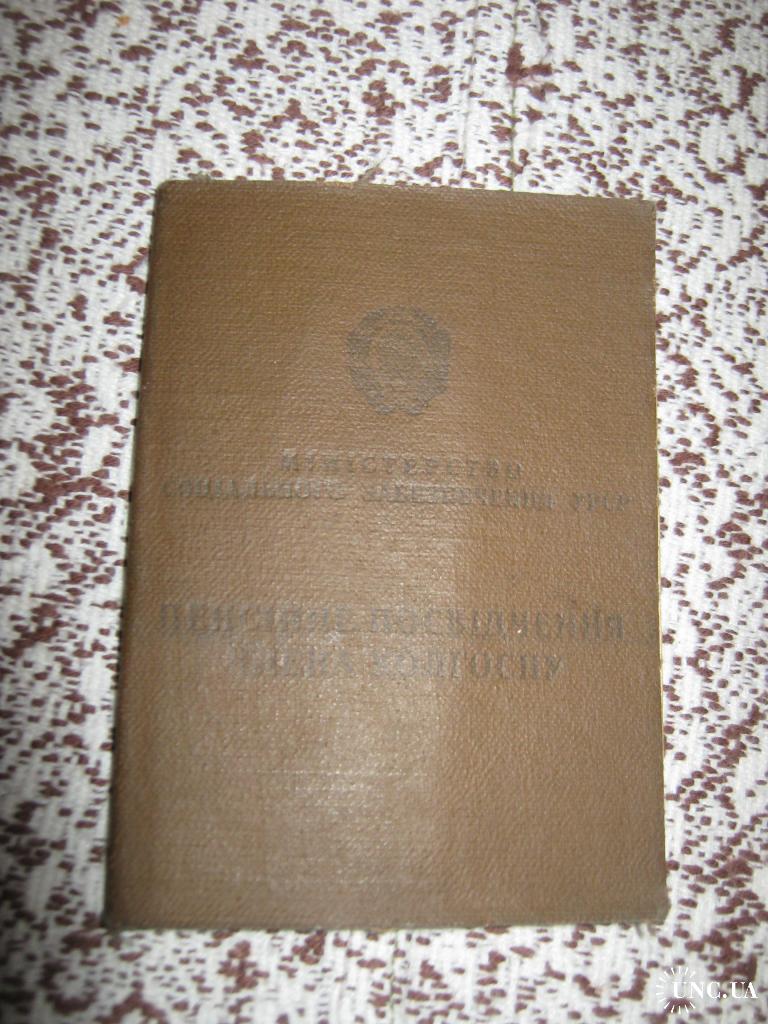 МІНІСТЕРСТВО
СОЦІАЛЬНОГО ЗАБЕЗПЕЧЕННЯ УРСР
ПЕНСІЙНЕ ПОСВІДЧЕННЯ
ЧЛЕНА КОЛГОСПУ
UNC.UA